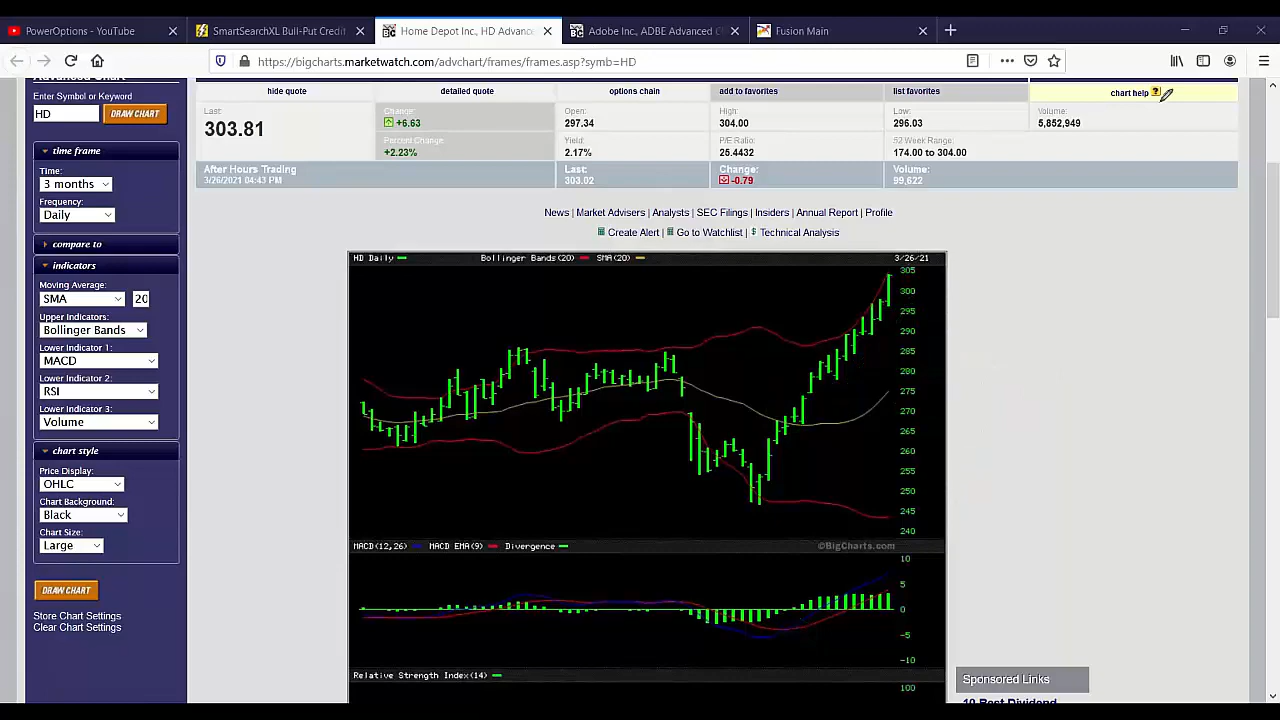 PowerOptions - YouTube
SmartSearchXL Bull-Put Credit
Home Depot Inc., HD Advanc
Adobe Inc, ADBE Advanced C
Fusion Main
https://bigcharts.marketwatch.com/advchart/frames/frames.asp?symb=HD
Advanced Chart
Enter Symbol or Keyword
HD
DRAW CHART
time frame
Time:
3 months
Frequency:
Daily
compare to
indicators
Moving Average:
SMA 20
Upper Indicators:
Bollinger Bands
Lower Indicator 1:
MACD
Lower Indicator 2:
RSI
Lower Indicator 3:
Volume
chart style
Price Display:
OHLC
Chart Background:
Black
Chart Size:
Large
DRAW CHART
Store Chart Settings
Clear Chart Settings
hide quote
detailed quote
options chain
add to favorites
list favorites
chart help ?
Last:
303.81
Change:
+6.63
Percent Change:
+2.23%
Open:
297.34
Yield:
2.17%
High:
304.00
P/E Ratio:
26.4432
Low:
296.03
52 Week Range:
174.00 to 304.00
Volume:
5,852,949
After Hours Trading
3/26/2021 04:43 PM
Last:
303.02
Change:
-0.79
Volume:
99,622
News | Market Advisers | Analysts | SEC Filings | Insiders | Annual Report | Profile
Create Alert | Go to Watchlist | $ Technical Analysis
HD Daily Bollinger Bands(20) SMA(20) 3/26/21
305
300
295
290
285
280
275
270
265
260
255
250
245
240
MACD(12,26) MACD EMA(9) Divergence ©BigCharts.com
10
5
0
-5
-10
Relative Strength Index(14)
100
Sponsored Links
10 Best Dividend